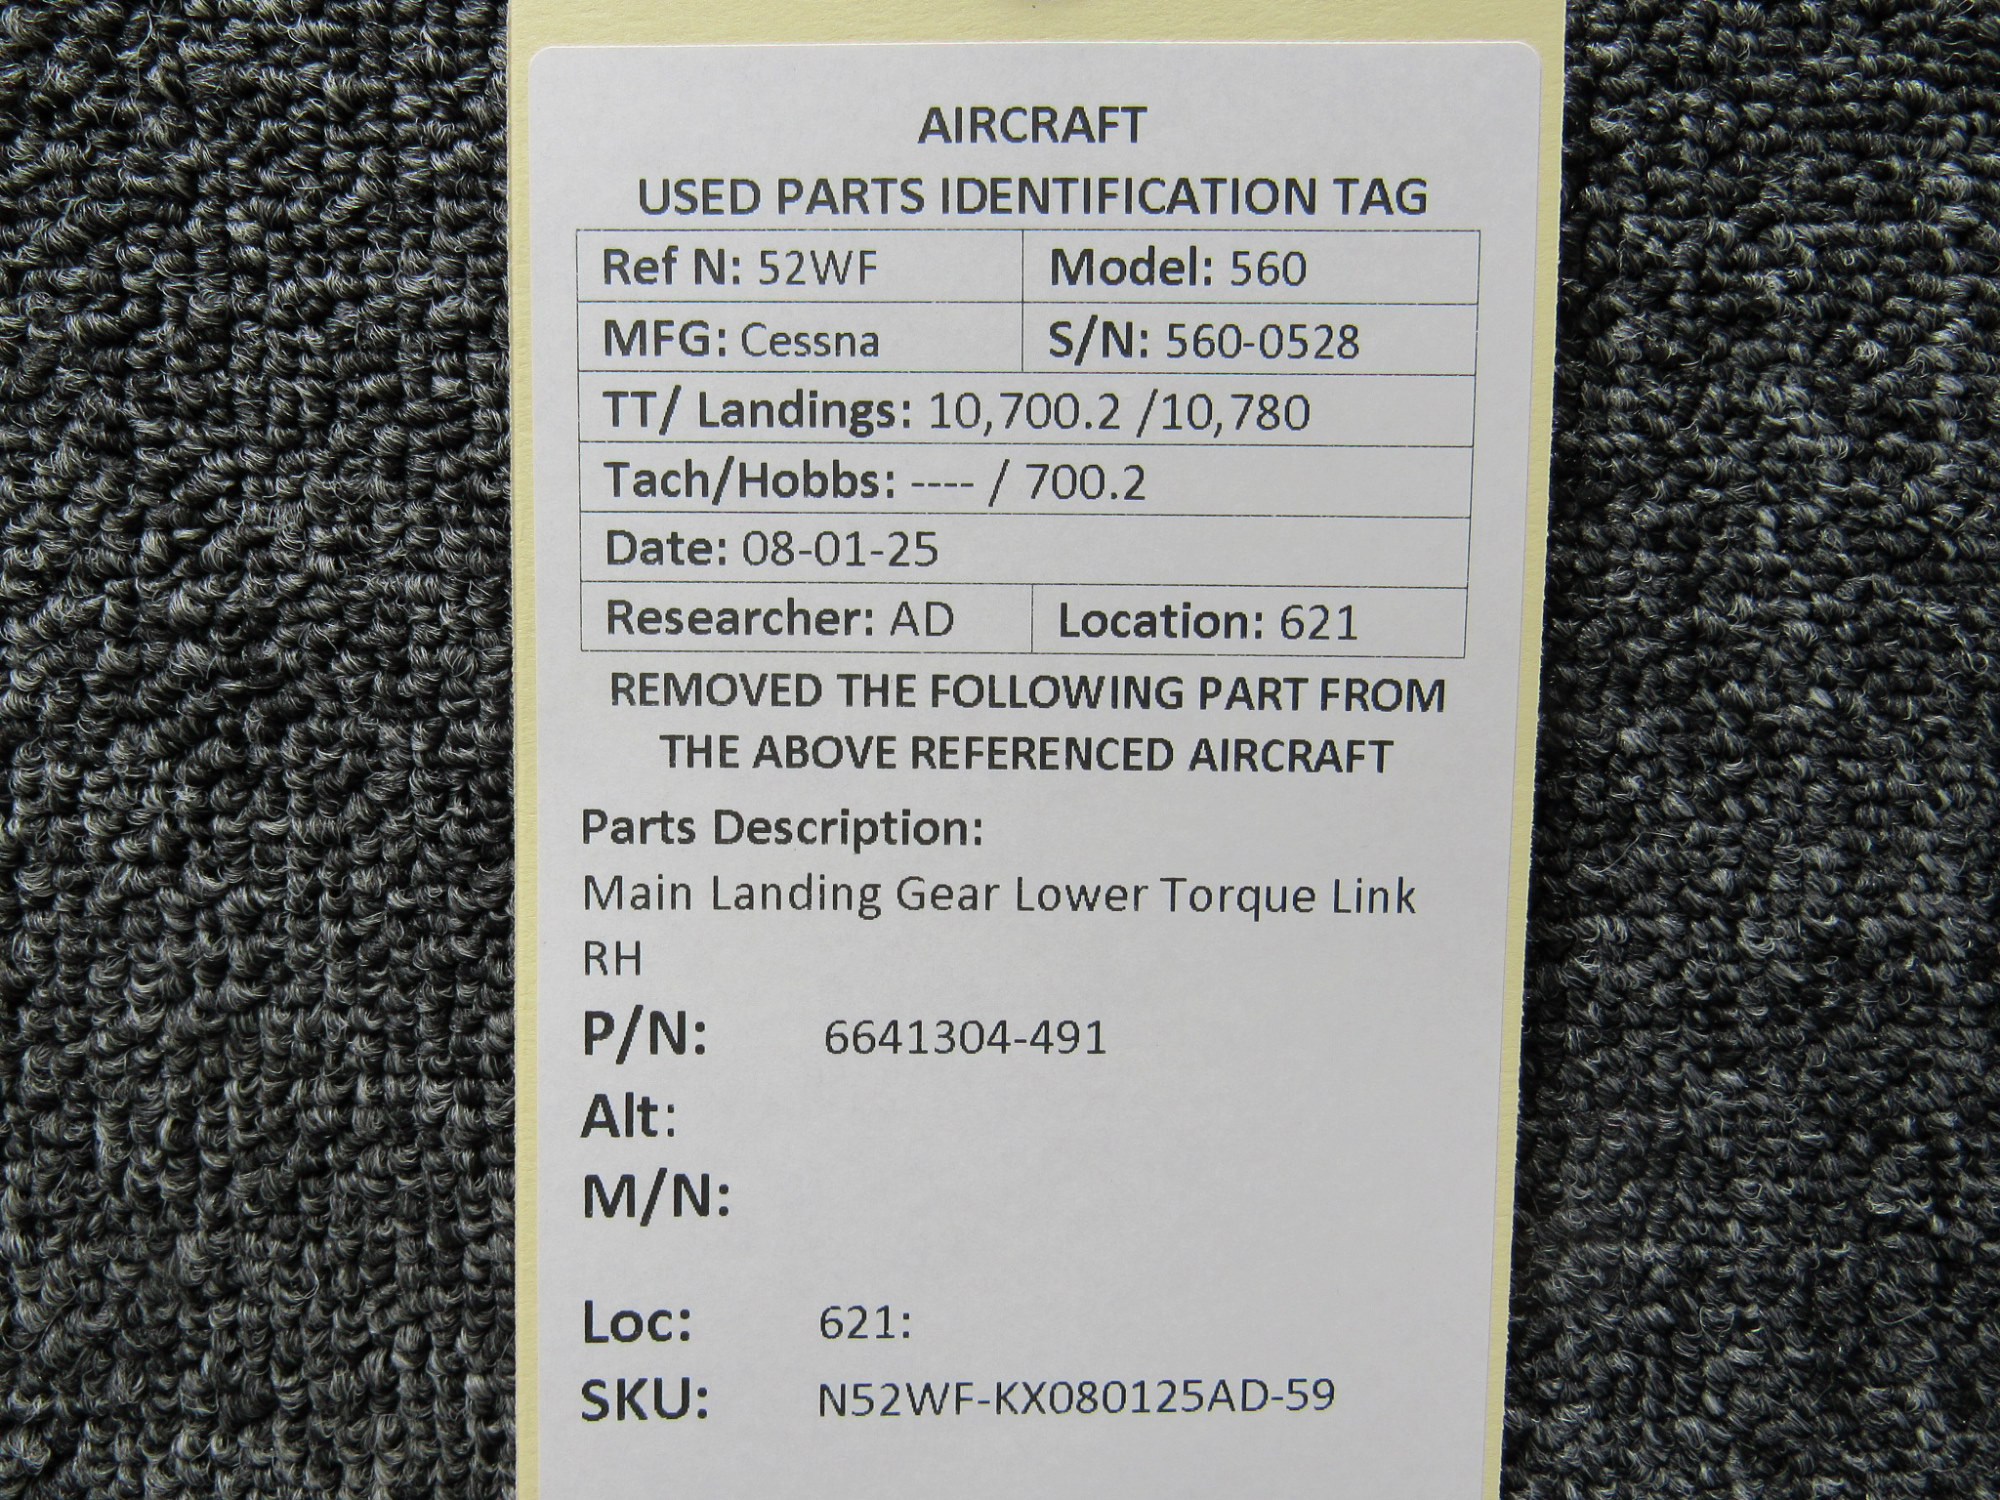 AIRCRAFT
USED PARTS IDENTIFICATION TAG
Ref N: 52WF Model: 560
MFG: Cessna S/N: 560-0528
TT/ Landings: 10,700.2 /10,780
Tach/Hobbs: ---- / 700.2
Date: 08-01-25
Researcher: AD Location: 621
REMOVED THE FOLLOWING PART FROM
THE ABOVE REFERENCED AIRCRAFT
Parts Description:
Main Landing Gear Lower Torque Link
RH
P/N: 6641304-491
Alt:
M/N:
Loc: 621:
SKU: N52WF-KX080125AD-59